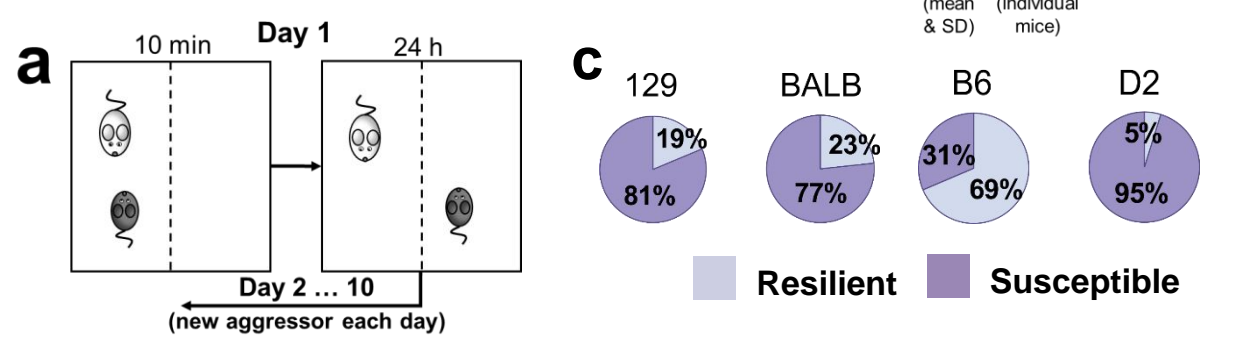 (mean (individual
& SD) mice)
a
Day 1
10 min
24 h
Day 2 … 10
(new aggressor each day)
c
129
BALB
B6
D2
19%
81%
23%
77%
31%
69%
5%
95%
Resilient
Susceptible